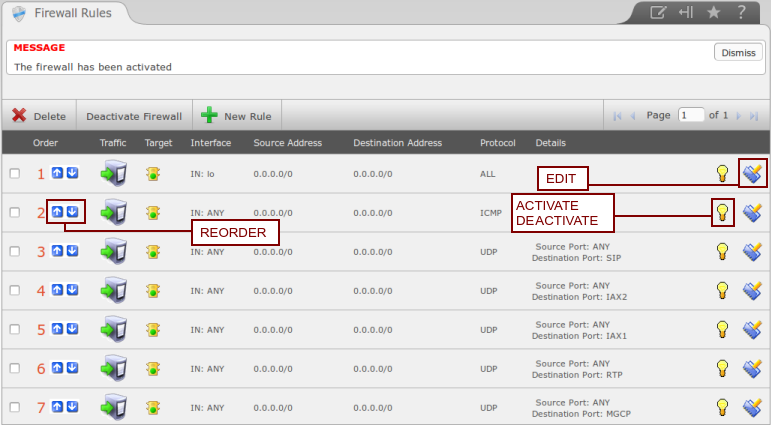 Firewall Rules ?
MESSAGE
Dismiss
The firewall has been activated
Delete Deactivate Firewall New Rule Page 1 of 1
Order Traffic Target Interface Source Address Destination Address Protocol Details
1 IN: lo 0.0.0.0/0 0.0.0.0/0 ALL
EDIT
2 IN: ANY 0.0.0.0/0 0.0.0.0/0 ICMP
ACTIVATE
DEACTIVATE
REORDER
3 IN: ANY 0.0.0.0/0 0.0.0.0/0 UDP Source Port: ANY
Destination Port: SIP
4 IN: ANY 0.0.0.0/0 0.0.0.0/0 UDP Source Port: ANY
Destination Port: IAX2
5 IN: ANY 0.0.0.0/0 0.0.0.0/0 UDP Source Port: ANY
Destination Port: IAX1
6 IN: ANY 0.0.0.0/0 0.0.0.0/0 UDP Source Port: ANY
Destination Port: RTP
7 IN: ANY 0.0.0.0/0 0.0.0.0/0 UDP Source Port: ANY
Destination Port: MGCP